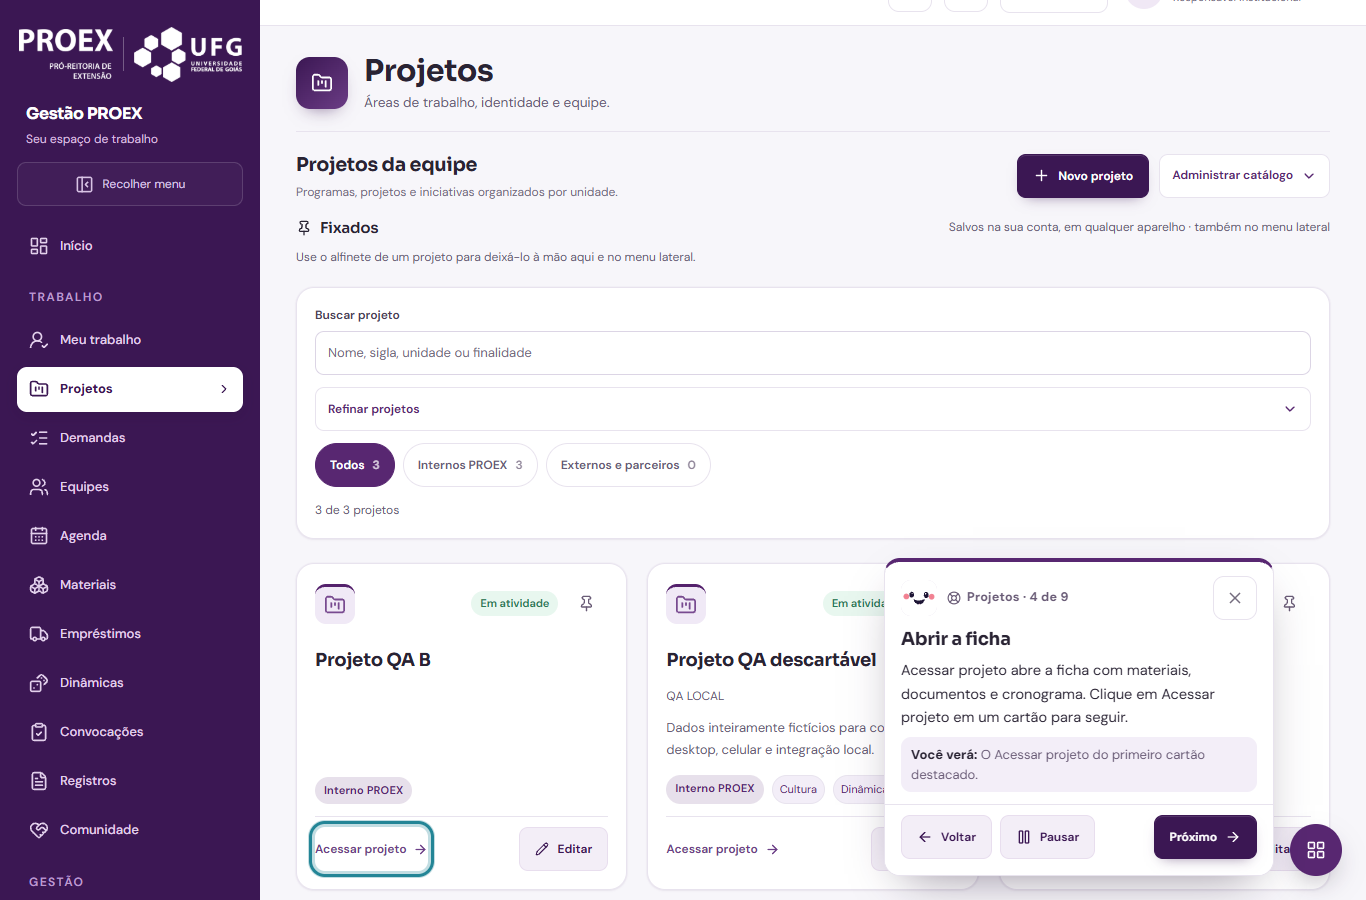 PROEX
PRÓ-REITORIA DE
EXTENSÃO
UFG
UNIVERSIDADE
FEDERAL DE GOIÁS
Gestão PROEX
Seu espaço de trabalho
Recolher menu
Início
TRABALHO
Meu trabalho
Projetos
Demandas
Equipes
Agenda
Materiais
Empréstimos
Dinâmicas
Convocações
Registros
Comunidade
GESTÃO
Projetos
Áreas de trabalho, identidade e equipe.
Projetos da equipe
Programas, projetos e iniciativas organizados por unidade.
Novo projeto
Administrar catálogo
Fixados
Salvos na sua conta, em qualquer aparelho · também no menu lateral
Use o alfinete de um projeto para deixá-lo à mão aqui e no menu lateral.
Buscar projeto
Nome, sigla, unidade ou finalidade
Refinar projetos
Todos 3
Internos PROEX 3
Externos e parceiros 0
3 de 3 projetos
Em atividade
Projeto QA B
Interno PROEX
Acessar projeto
Editar
Projeto QA descartável
QA LOCAL
Dados inteiramente fictícios para
desktop, celular e integração local.
Interno PROEX
Cultura
Acessar projeto
Projetos · 4 de 9
Abrir a ficha
Acessar projeto abre a ficha com materiais,
documentos e cronograma. Clique em Acessar
projeto em um cartão para seguir.
Você verá: O Acessar projeto do primeiro cartão
destacado.
Voltar
Pausar
Próximo